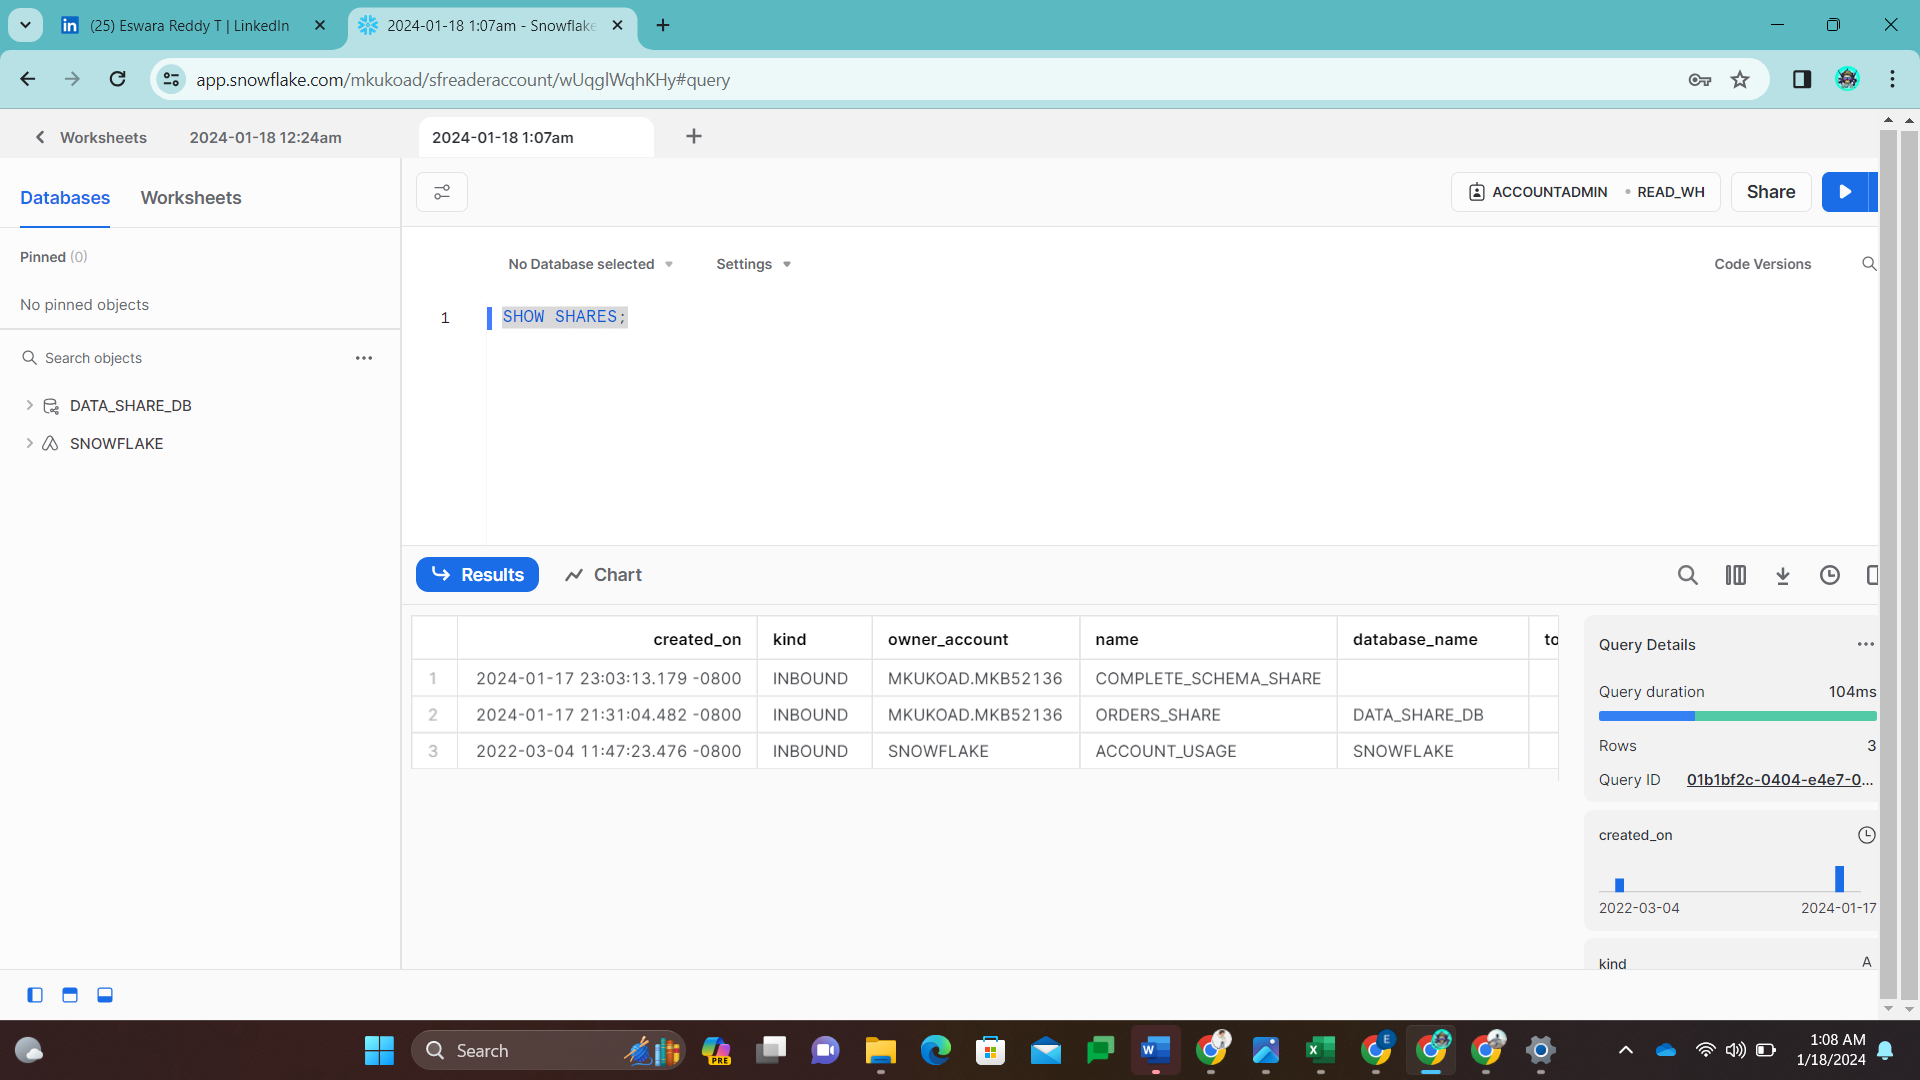 (25) Eswara Reddy T | LinkedIn
2024-01-18 1:07am - Snowflake
app.snowflake.com/mkukoad/sfreaderaccount/wUqglWqhKHy#query
Worksheets
2024-01-18 12:24am
2024-01-18 1:07am
Databases
Worksheets
ACCOUNTADMIN
READ_WH
Share
Pinned (0)
No Database selected
Settings
Code Versions
No pinned objects
1
SHOW SHARES;
Search objects
DATA_SHARE_DB
SNOWFLAKE
Results
Chart
created_on kind owner_account name database_name to
1 2024-01-17 23:03:13.179 -0800 INBOUND MKUKOAD.MKB52136 COMPLETE_SCHEMA_SHARE
2 2024-01-17 21:31:04.482 -0800 INBOUND MKUKOAD.MKB52136 ORDERS_SHARE DATA_SHARE_DB
3 2022-03-04 11:47:23.476 -0800 INBOUND SNOWFLAKE ACCOUNT_USAGE SNOWFLAKE
Query Details
Query duration 104ms
Rows 3
Query ID 01b1bf2c-0404-e4e7-0...
created_on
2022-03-04 2024-01-17
kind A
Search
PRE
W
X
E
1:08 AM
1/18/2024